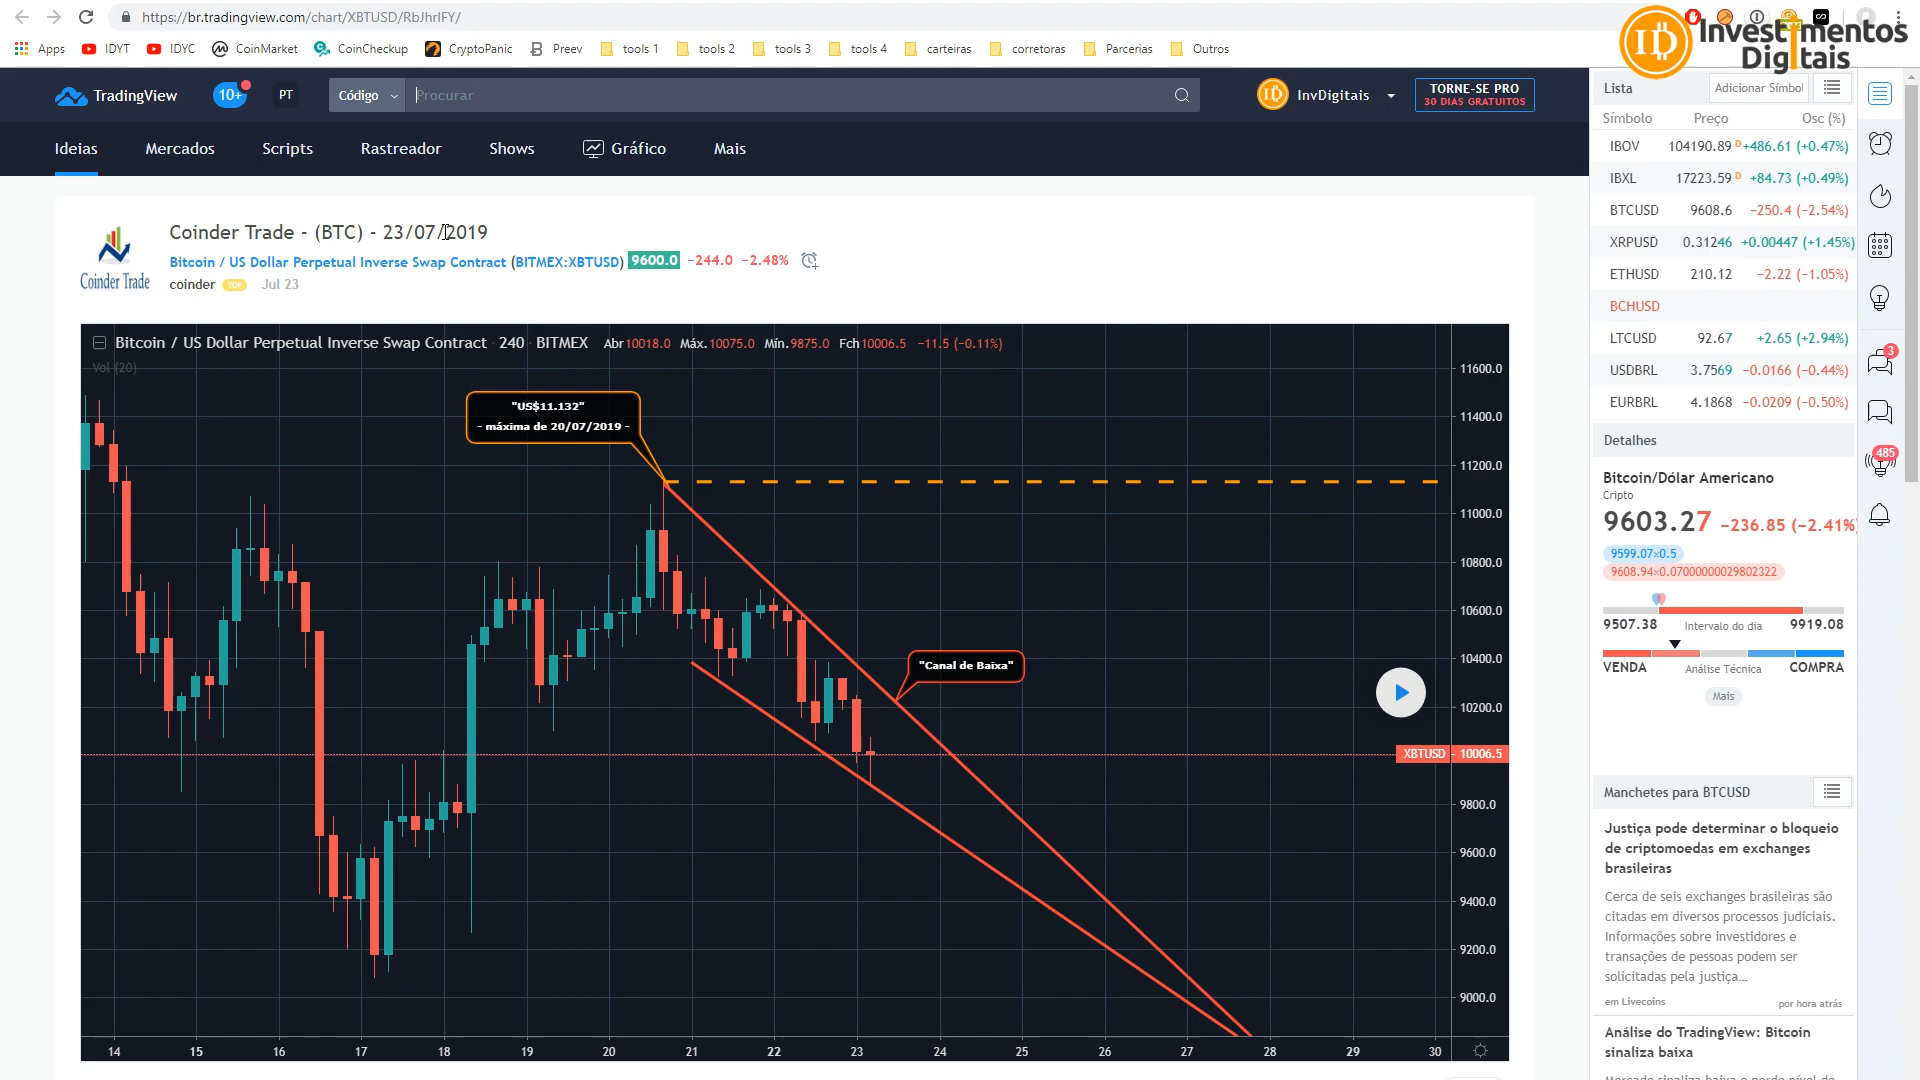 https://br.tradingview.com/chart/XBTUSD/RbJhrIFY/
Apps IDYT IDYC CoinMarket CoinCheckup CryptoPanic Preev tools 1 tools 2 tools 3 tools 4 carteiras corretoras Parcerias Outros
Investimentos
Digitais
TradingView 10+ PT Código Procurar InvDigitais TORNE-SE PRO
30 DIAS GRATUITOS
Ideias Mercados Scripts Rastreador Shows Gráfico Mais
Coinder Trade - (BTC) - 23/07/2019
Bitcoin / US Dollar Perpetual Inverse Swap Contract (BITMEX:XBTUSD) 9600.0 −244.0 −2.48%
coinder TOP Jul 23
Coinder Trade
Bitcoin / US Dollar Perpetual Inverse Swap Contract 240 BITMEX Abr10018.0 Máx.10075.0 Mín.9875.0 Fch10006.5 −11.5 (−0.11%)
Vol (20)
"US$11.132"
- máxima de 20/07/2019 -
"Canal de Baixa"
11600.0
11400.0
11200.0
11000.0
10800.0
10600.0
10400.0
10200.0
XBTUSD 10006.5
9800.0
9600.0
9400.0
9200.0
9000.0
14 15 16 17 18 19 20 21 22 23 24 25 26 27 28 29 30
Lista Adicionar Símbol
Símbolo Preço Osc (%)
IBOV 104190.89 D +486.61 (+0.47%)
IBXL 17223.59 D +84.73 (+0.49%)
BTCUSD 9608.6 −250.4 (−2.54%)
XRPUSD 0.31246 +0.00447 (+1.45%)
ETHUSD 210.12 −2.22 (−1.05%)
BCHUSD
LTCUSD 92.67 +2.65 (+2.94%)
USDBRL 3.7569 −0.0166 (−0.44%)
EURBRL 4.1868 −0.0209 (−0.50%)
Detalhes
Bitcoin/Dólar Americano
Cripto
9603.27 −236.85 (−2.41%)
9599.07×0.5
9608.94×0.07000000029802322
9507.38 Intervalo do dia 9919.08
VENDA Análise Técnica COMPRA
Mais
Manchetes para BTCUSD
Justiça pode determinar o bloqueio
de criptomoedas em exchanges
brasileiras
Cerca de seis exchanges brasileiras são
citadas em diversos processos judiciais.
Informações sobre investidores e
transações de pessoas podem ser
solicitadas pela justiça...
em Livecoins por hora atrás
Análise do TradingView: Bitcoin
sinaliza baixa
3
485